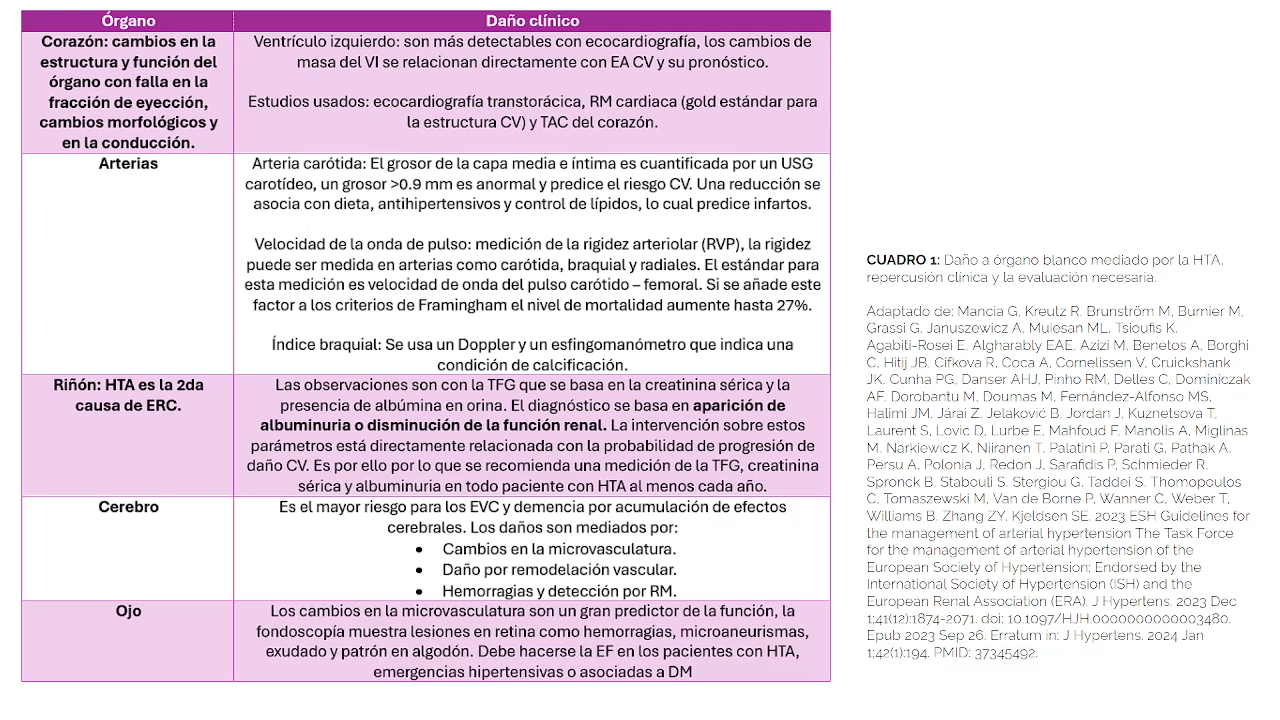 Órgano
Daño clínico
Corazón: cambios en la
estructura y función del
órgano con falla en la
fracción de eyección,
cambios morfológicos y
en la conducción.
Ventrículo izquierdo: son más detectables con ecocardiografía, los cambios de
masa del VI se relacionan directamente con EA CV y su pronóstico.
Estudios usados: ecocardiografía transtorácica, RM cardiaca (gold estándar para
la estructura CV) y TAC del corazón.
Arterias
Arteria carótida: El grosor de la capa media e íntima es cuantificada por un USG
carotídeo, un grosor >0.9 mm es anormal y predice el riesgo CV. Una reducción se
asocia con dieta, antihipertensivos y control de lípidos, lo cual predice infartos.
Velocidad de la onda de pulso: medición de la rigidez arteriolar (RVP), la rigidez
puede ser medida en arterias como carótida, braquial y radiales. El estándar para
esta medición es velocidad de onda del pulso carótido – femoral. Si se añade este
factor a los criterios de Framingham el nivel de mortalidad aumente hasta 27%.
Índice braquial: Se usa un Doppler y un esfingomanómetro que indica una
condición de calcificación.
Riñón: HTA es la 2da
causa de ERC.
Las observaciones son con la TFG que se basa en la creatinina sérica y la
presencia de albúmina en orina. El diagnóstico se basa en aparición de
albuminuria o disminución de la función renal. La intervención sobre estos
parámetros está directamente relacionada con la probabilidad de progresión de
daño CV. Es por ello por lo que se recomienda una medición de la TFG, creatinina
sérica y albuminuria en todo paciente con HTA al menos cada año.
Cerebro
Es el mayor riesgo para los EVC y demencia por acumulación de efectos
cerebrales. Los daños son mediados por:
• Cambios en la microvasculatura.
• Daño por remodelación vascular.
• Hemorragias y detección por RM.
Ojo
Los cambios en la microvasculatura son un gran predictor de la función, la
fondoscopía muestra lesiones en retina como hemorragias, microaneurismas,
exudado y patrón en algodón. Debe hacerse la EF en los pacientes con HTA,
emergencias hipertensivas o asociadas a DM
CUADRO 1: Daño a órgano blanco mediado por la HTA,
repercusión clínica y la evaluación necesaria.
Adaptado de: Mancia G, Kreutz R, Brunström M, Burnier M,
Grassi G, Januszewicz A, Muiesan ML, Tsioufis K,
Agabiti-Rosei E, Algharably EAE, Azizi M, Benetos A, Borghi
C, Hitij JB, Cifkova R, Coca A, Cornelissen V, Cruickshank
JK, Cunha PG, Danser AHJ, Pinho RM, Delles C, Dominiczak
AF, Dorobantu M, Doumas M, Fernández-Alfonso MS,
Halimi JM, Járai Z, Jelaković B, Jordan J, Kuznetsova T,
Laurent S, Lovic D, Lurbe E, Mahfoud F, Manolis A, Miglinas
M, Narkiewicz K, Niiranen T, Palatini P, Parati G, Pathak A,
Persu A, Polonia J, Redon J, Sarafidis P, Schmieder R,
Spronck B, Stabouli S, Stergiou G, Taddei S, Thomopoulos
C, Tomaszewski M, Van de Borne P, Wanner C, Weber T,
Williams B, Zhang ZY, Kjeldsen SE. 2023 ESH Guidelines for
the management of arterial hypertension The Task Force
for the management of arterial hypertension of the
European Society of Hypertension: Endorsed by the
International Society of Hypertension (ISH) and the
European Renal Association (ERA). J Hypertens. 2023 Dec
1;41(12):1874-2071. doi: 10.1097/HJH.0000000000003480.
Epub 2023 Sep 26. Erratum in: J Hypertens. 2024 Jan
1;42(1):194. PMID: 37345492.